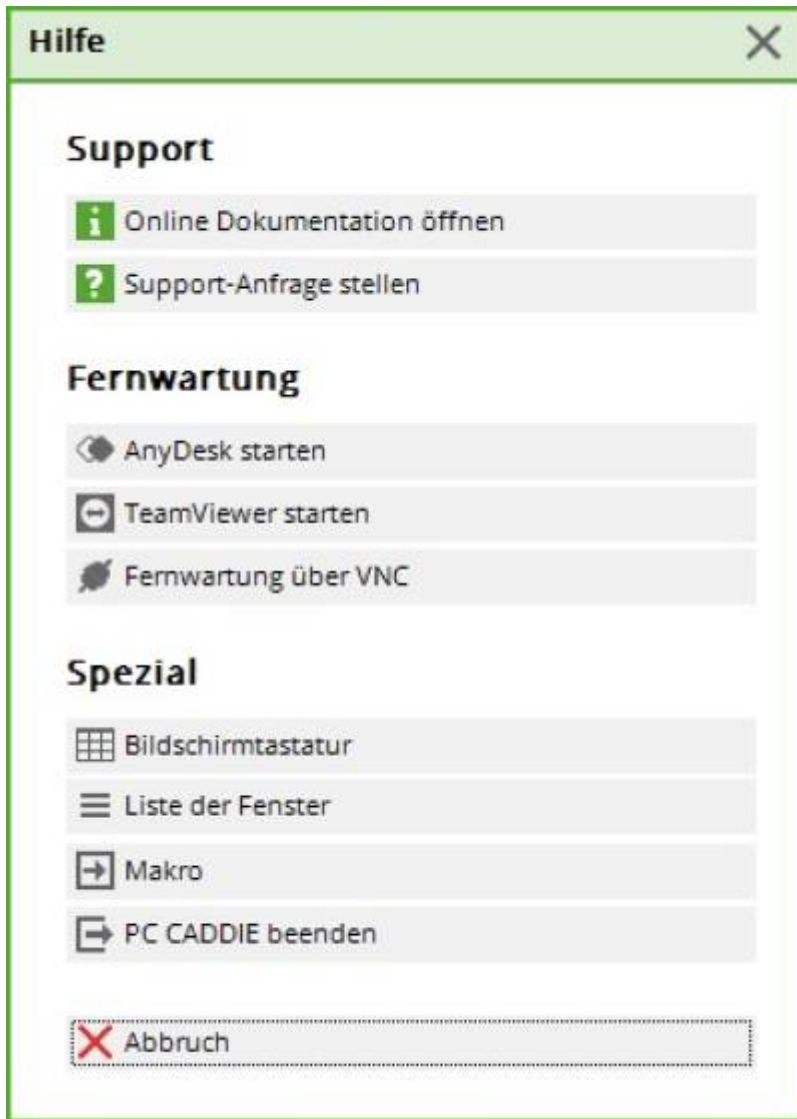 Hilfe
Support
Online Dokumentation öffnen
Support-Anfrage stellen
Fernwartung
AnyDesk starten
TeamViewer starten
Fernwartung über VNC
Spezial
Bildschirmtastatur
Liste der Fenster
Makro
PC CADDIE beenden
Abbruch